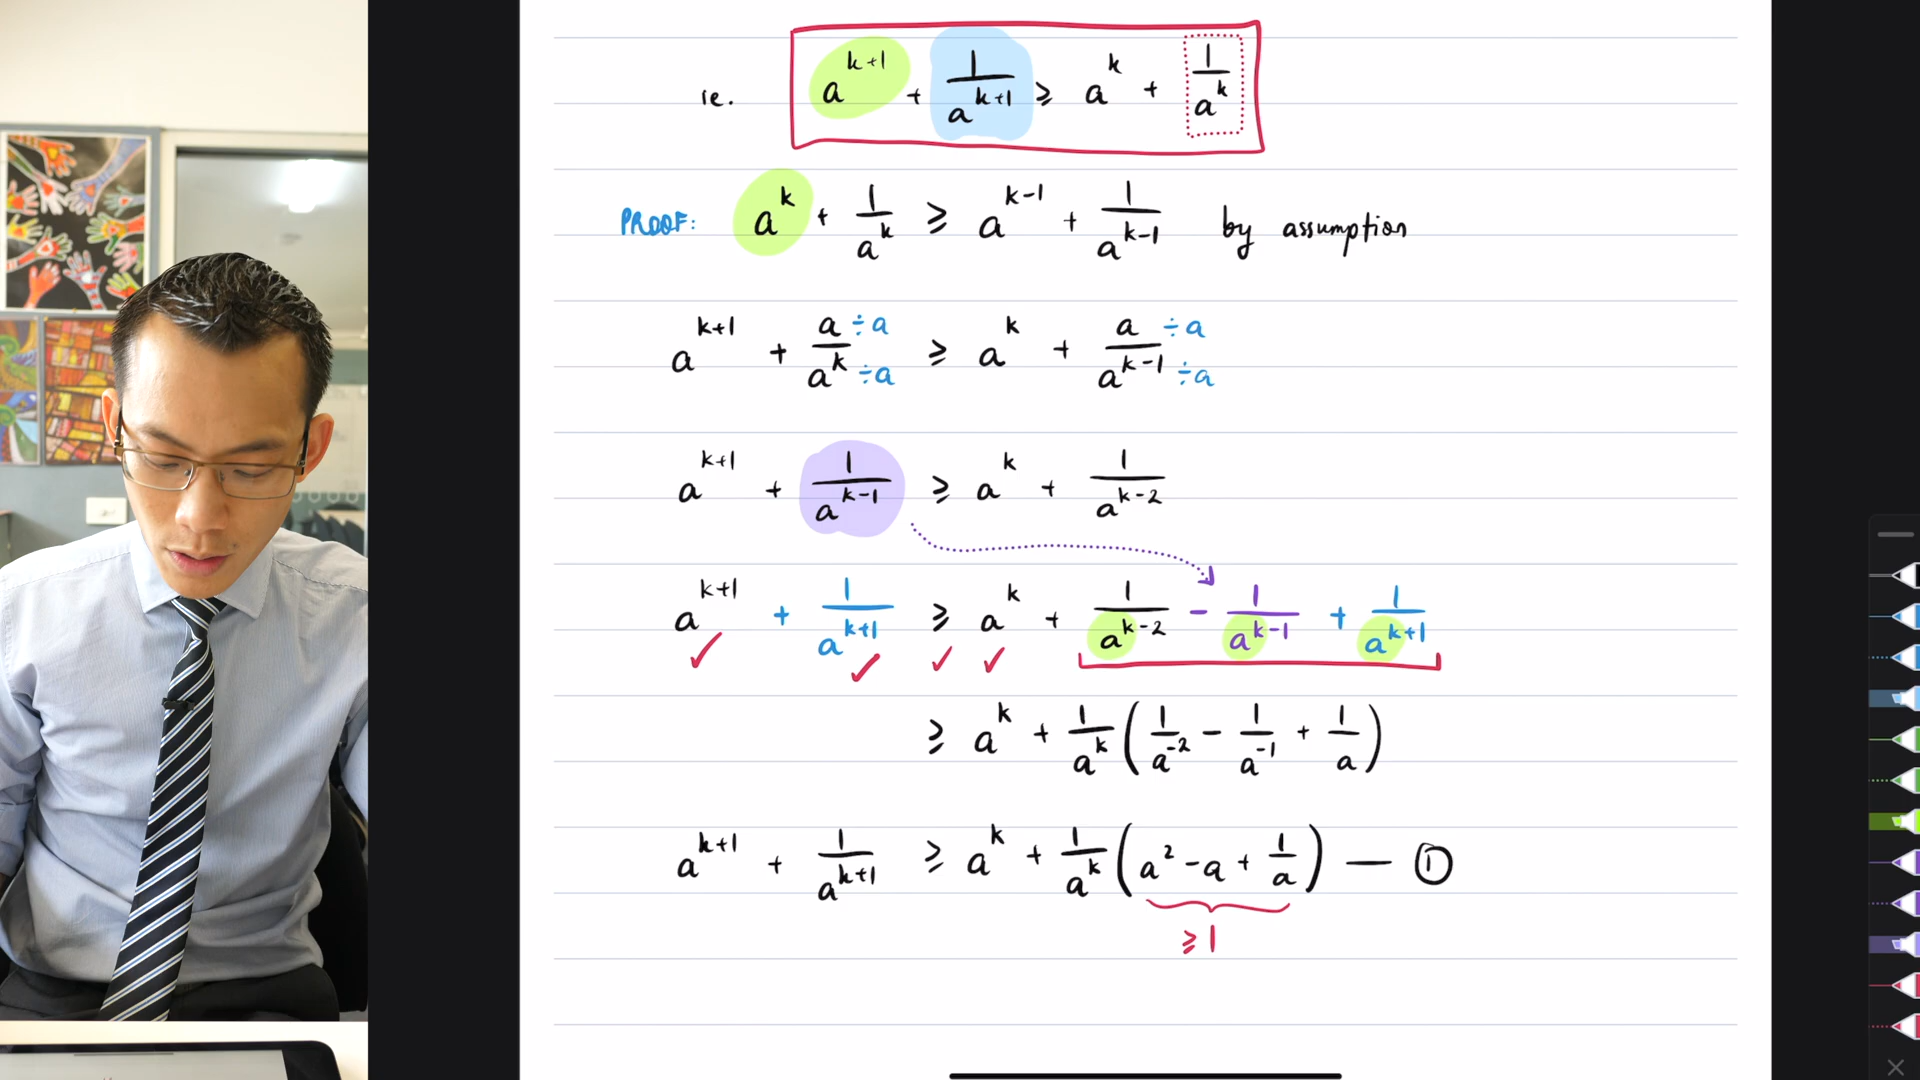 ie. a^{k+1} + 1/a^{k+1} ≥ a^k + 1/a^k
PROOF: a^k + 1/a^k ≥ a^{k-1} + 1/a^{k-1} by assumption
a^{k+1} + (a ÷a)/(a^k ÷a) ≥ a^k + (a ÷a)/(a^{k-1} ÷a)
a^{k+1} + 1/a^{k-1} ≥ a^k + 1/a^{k-2}
a^{k+1} + 1/a^{k+1} ≥ a^k + 1/a^{k-2} - 1/a^{k-1} + 1/a^{k+1}
≥ a^k + 1/a^k (1/a^{-2} - 1/a^{-1} + 1/a)
a^{k+1} + 1/a^{k+1} ≥ a^k + 1/a^k (a^2 - a + 1/a) — ①
≥ 1